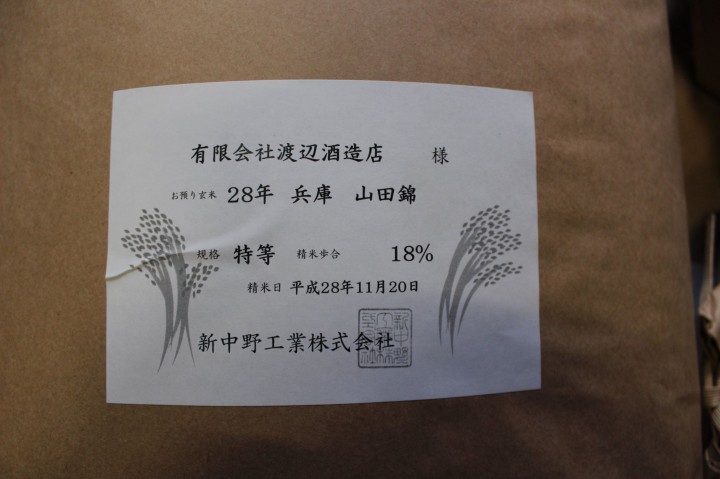 有限会社渡辺酒造店 様
お預り玄米 28年 兵庫 山田錦
規格 特等 精米歩合 18%
精米日 平成28年11月20日
新中野工業株式会社